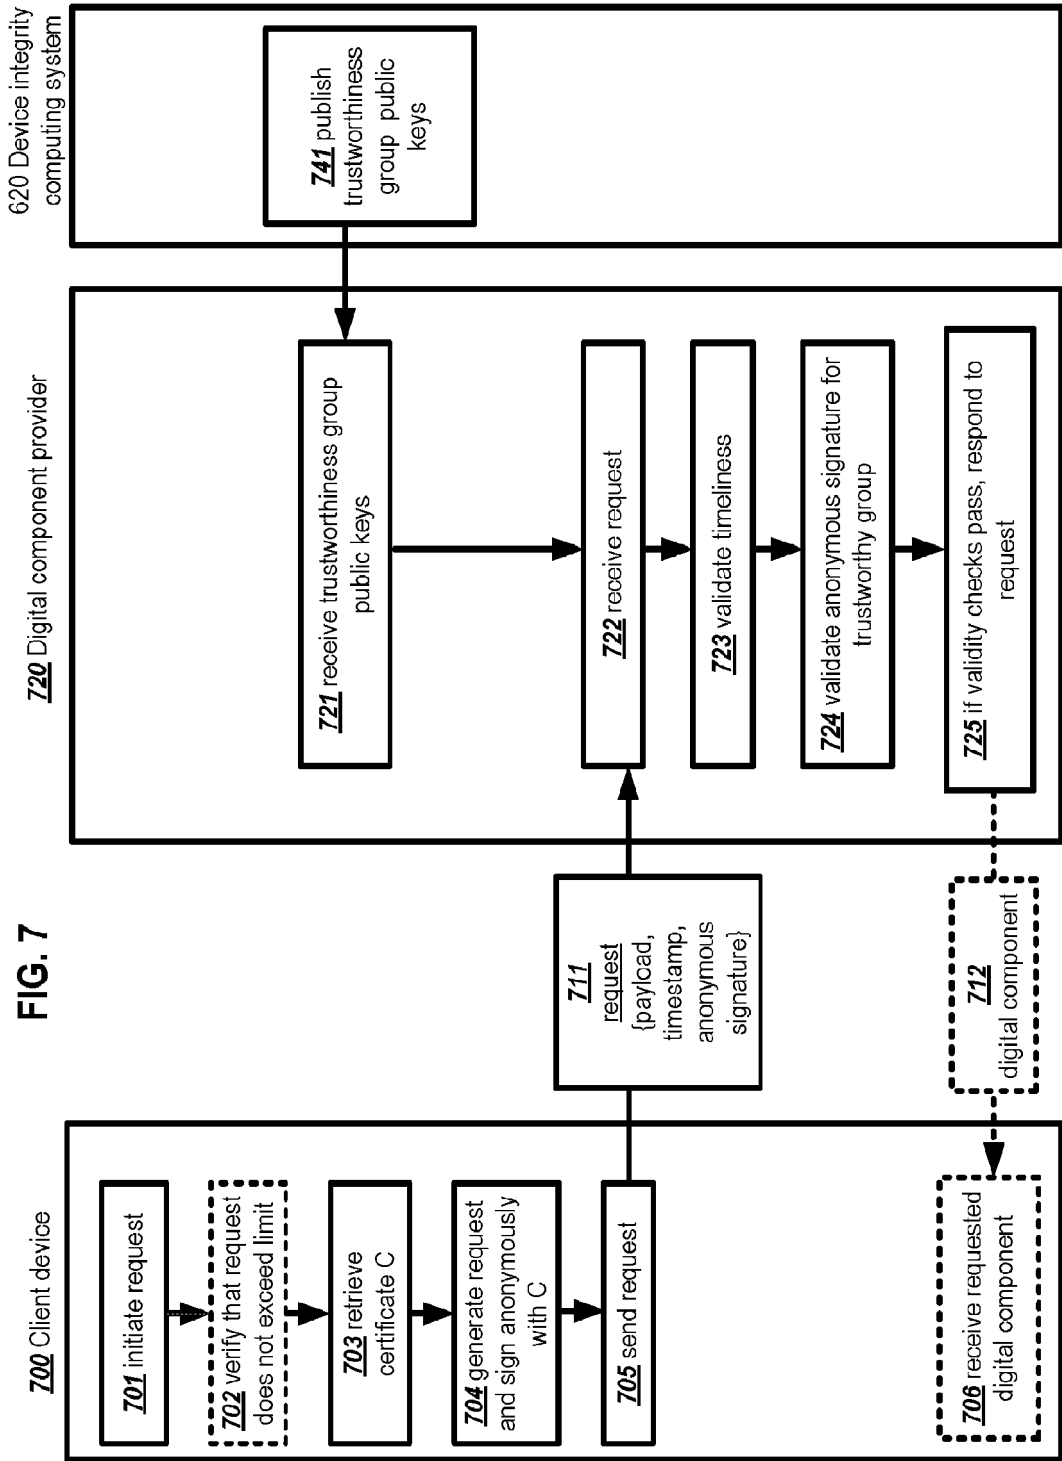 FIG. 7
700 Client device
701 initiate request
702 verify that request
does not exceed limit
703 retrieve
certificate C
704 generate request
and sign anonymously
with C
705 send request
706 receive requested
digital component
711
request
{payload,
timestamp,
anonymous
signature}
712
digital component
720 Digital component provider
721 receive trustworthiness group
public keys
722 receive request
723 validate timeliness
724 validate anonymous signature for
trustworthy group
725 if validity checks pass, respond to
request
620 Device integrity
computing system
741 publish
trustworthiness
group public
keys